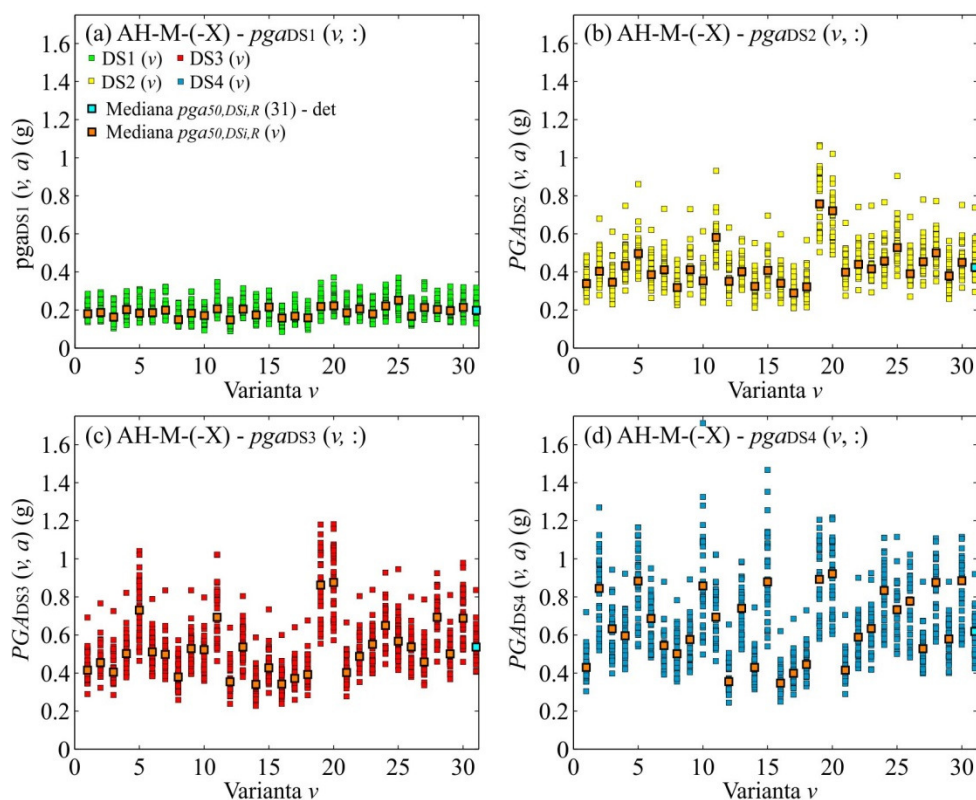 (a) AH-M-(-X) - pgaDS1 (v, :)
DS1 (v) DS3 (v)
DS2 (v) DS4 (v)
Mediana pga50,DSi,R (31) - det
Mediana pga50,DSi,R (v)
pgaDS1 (v, a) (g)
1.6
1.4
1.2
1
0.8
0.6
0.4
0.2
0
0 5 10 15 20 25 30
Varianta v
(b) AH-M-(-X) - pgaDS2 (v, :)
PGADS2 (v, a) (g)
1.6
1.4
1.2
1
0.8
0.6
0.4
0.2
0
0 5 10 15 20 25 30
Varianta v
(c) AH-M-(-X) - pgaDS3 (v, :)
PGADS3 (v, a) (g)
1.6
1.4
1.2
1
0.8
0.6
0.4
0.2
0
0 5 10 15 20 25 30
Varianta v
(d) AH-M-(-X) - pgaDS4 (v, :)
PGADS4 (v, a) (g)
1.6
1.4
1.2
1
0.8
0.6
0.4
0.2
0
0 5 10 15 20 25 30
Varianta v